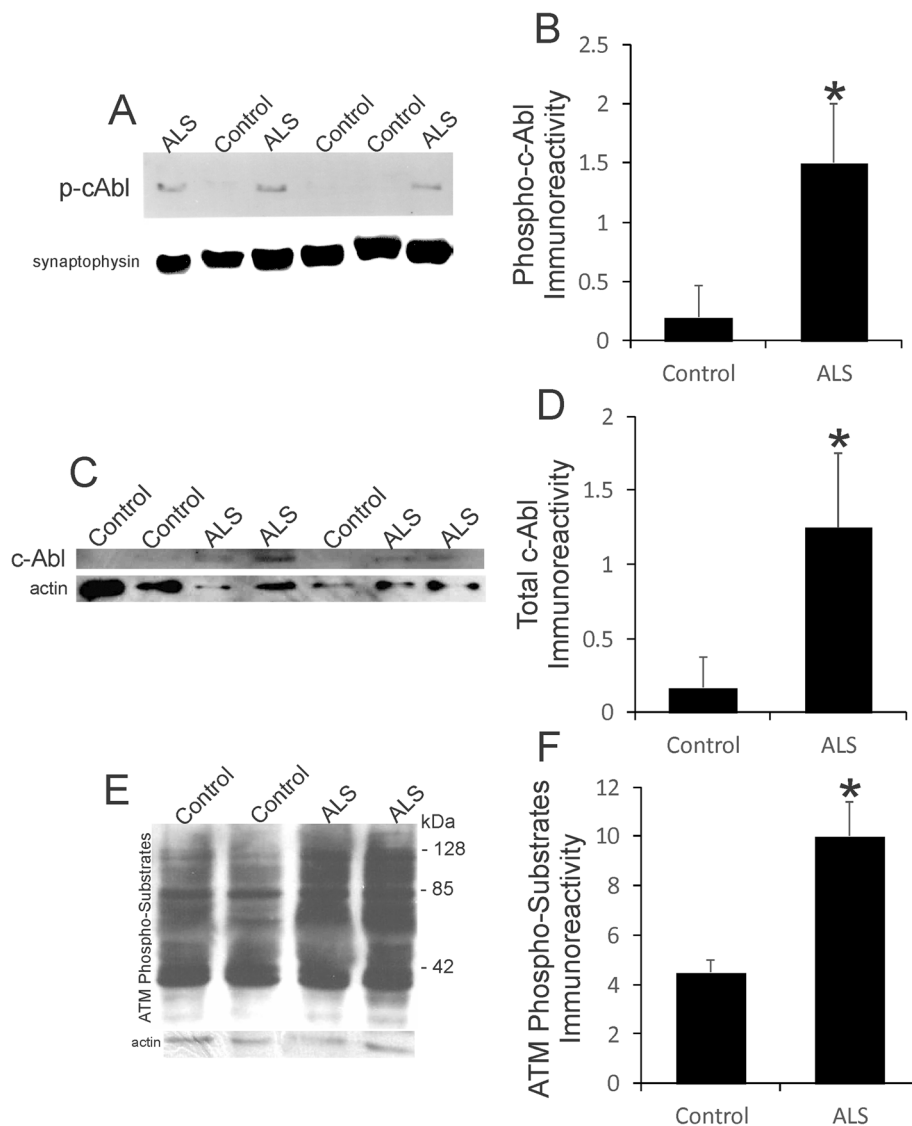 A
ALS
Control
ALS
Control
Control
ALS
p-cAbl
synaptophysin
B
Phospho-c-Abl
Immunoreactivity
2.5
2
1.5
1
0.5
0
*
Control
ALS
C
Control
Control
ALS
ALS
Control
ALS
ALS
c-Abl
actin
D
Total c-Abl
Immunoreactivity
2
1.5
1
0.5
0
*
Control
ALS
E
Control
Control
ALS
ALS
kDa
- 128
- 85
- 42
ATM Phospho-Substrates
actin
F
ATM Phospho-Substrates
Immunoreactivity
12
10
8
6
4
2
0
*
Control
ALS